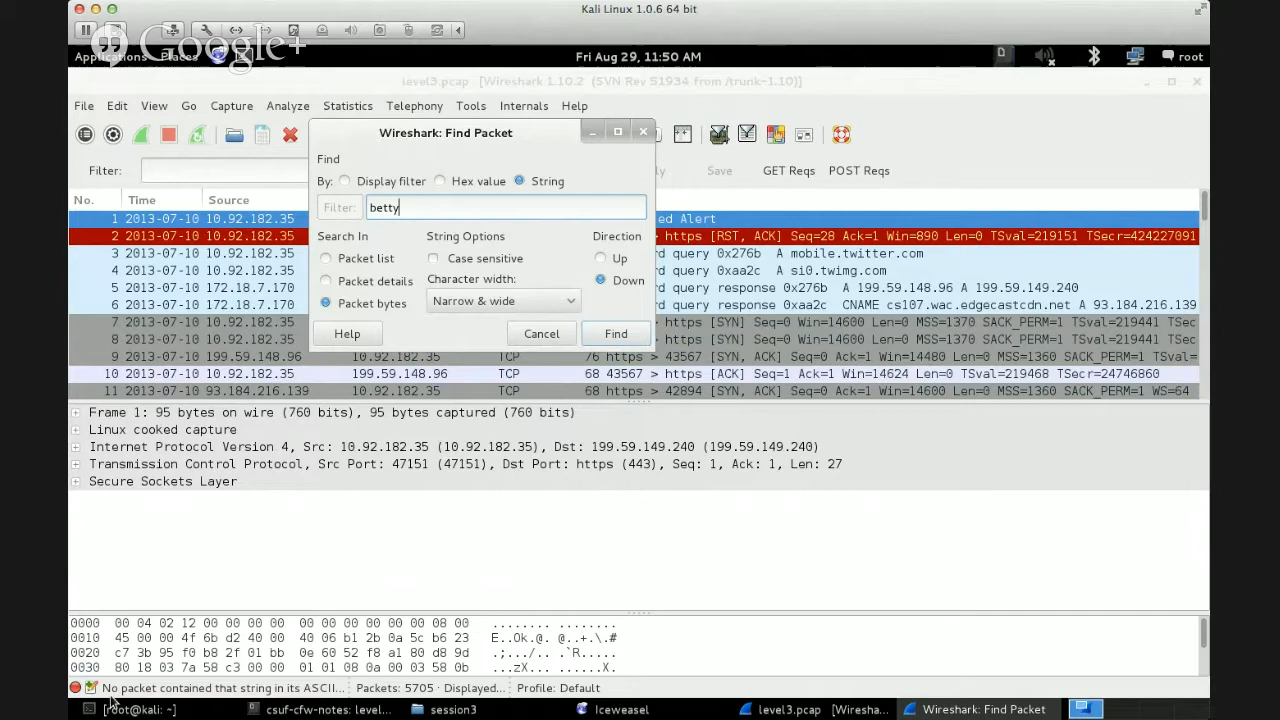 Kali Linux 1.0.6 64 bit
Google+
Applications Places Fri Aug 29, 11:50 AM root
level3.pcap [Wireshark 1.10.2 (SVN Rev 51934 from /trunk-1.10)]
File Edit View Go Capture Analyze Statistics Telephony Tools Internals Help
Wireshark: Find Packet
Find
By: Display filter Hex value String
Filter: betty
Search In String Options Direction
Packet list Case sensitive Up
Packet details Character width: Down
Packet bytes Narrow & wide
Help Cancel Find
Filter: Save GET Reqs POST Reqs
No. Time Source
1 2013-07-10 10.92.182.35 ed Alert
2 2013-07-10 10.92.182.35 > https [RST, ACK] Seq=28 Ack=1 Win=890 Len=0 TSval=219151 TSecr=424227091
3 2013-07-10 10.92.182.35 rd query 0x276b A mobile.twitter.com
4 2013-07-10 10.92.182.35 rd query 0xaa2c A si0.twimg.com
5 2013-07-10 172.18.7.170 rd query response 0x276b A 199.59.148.96 A 199.59.149.240
6 2013-07-10 172.18.7.170 rd query response 0xaa2c CNAME cs107.wac.edgecastcdn.net A 93.184.216.139
7 2013-07-10 10.92.182.35 > https [SYN] Seq=0 Win=14600 Len=0 MSS=1370 SACK_PERM=1 TSval=219441 TSec
8 2013-07-10 10.92.182.35 > https [SYN] Seq=0 Win=14600 Len=0 MSS=1370 SACK_PERM=1 TSval=219441 TSec
9 2013-07-10 199.59.148.96 10.92.182.35 TCP 76 https > 43567 [SYN, ACK] Seq=0 Ack=1 Win=14480 Len=0 MSS=1360 SACK_PERM=1 TSval=
10 2013-07-10 10.92.182.35 199.59.148.96 TCP 68 43567 > https [ACK] Seq=1 Ack=1 Win=14624 Len=0 TSval=219468 TSecr=24746860
11 2013-07-10 93.184.216.139 10.92.182.35 TCP 68 https > 42894 [SYN, ACK] Seq=0 Ack=1 Win=14600 Len=0 MSS=1360 SACK_PERM=1 WS=64
Frame 1: 95 bytes on wire (760 bits), 95 bytes captured (760 bits)
Linux cooked capture
Internet Protocol Version 4, Src: 10.92.182.35 (10.92.182.35), Dst: 199.59.149.240 (199.59.149.240)
Transmission Control Protocol, Src Port: 47151 (47151), Dst Port: https (443), Seq: 1, Ack: 1, Len: 27
Secure Sockets Layer
0000 00 04 02 12 00 00 00 00 00 00 00 00 00 00 08 00 ........ ........
0010 45 00 00 4f 6b d2 40 00 40 06 b1 2b 0a 5c b6 23 E..Ok.@. @..+.\.#
0020 c7 3b 95 f0 b8 2f 01 bb 0e 60 52 f8 a1 80 d8 9d .;.../.. .`R.....
0030 80 18 03 7a 58 c3 00 00 01 01 08 0a 00 03 58 0b ...zX... ......X.
No packet contained that string in its ASCII... Packets: 5705 · Displayed... Profile: Default
[root@kali: ~] csuf-cfw-notes: level... session3 Iceweasel level3.pcap [Wiresha... Wireshark: Find Packet